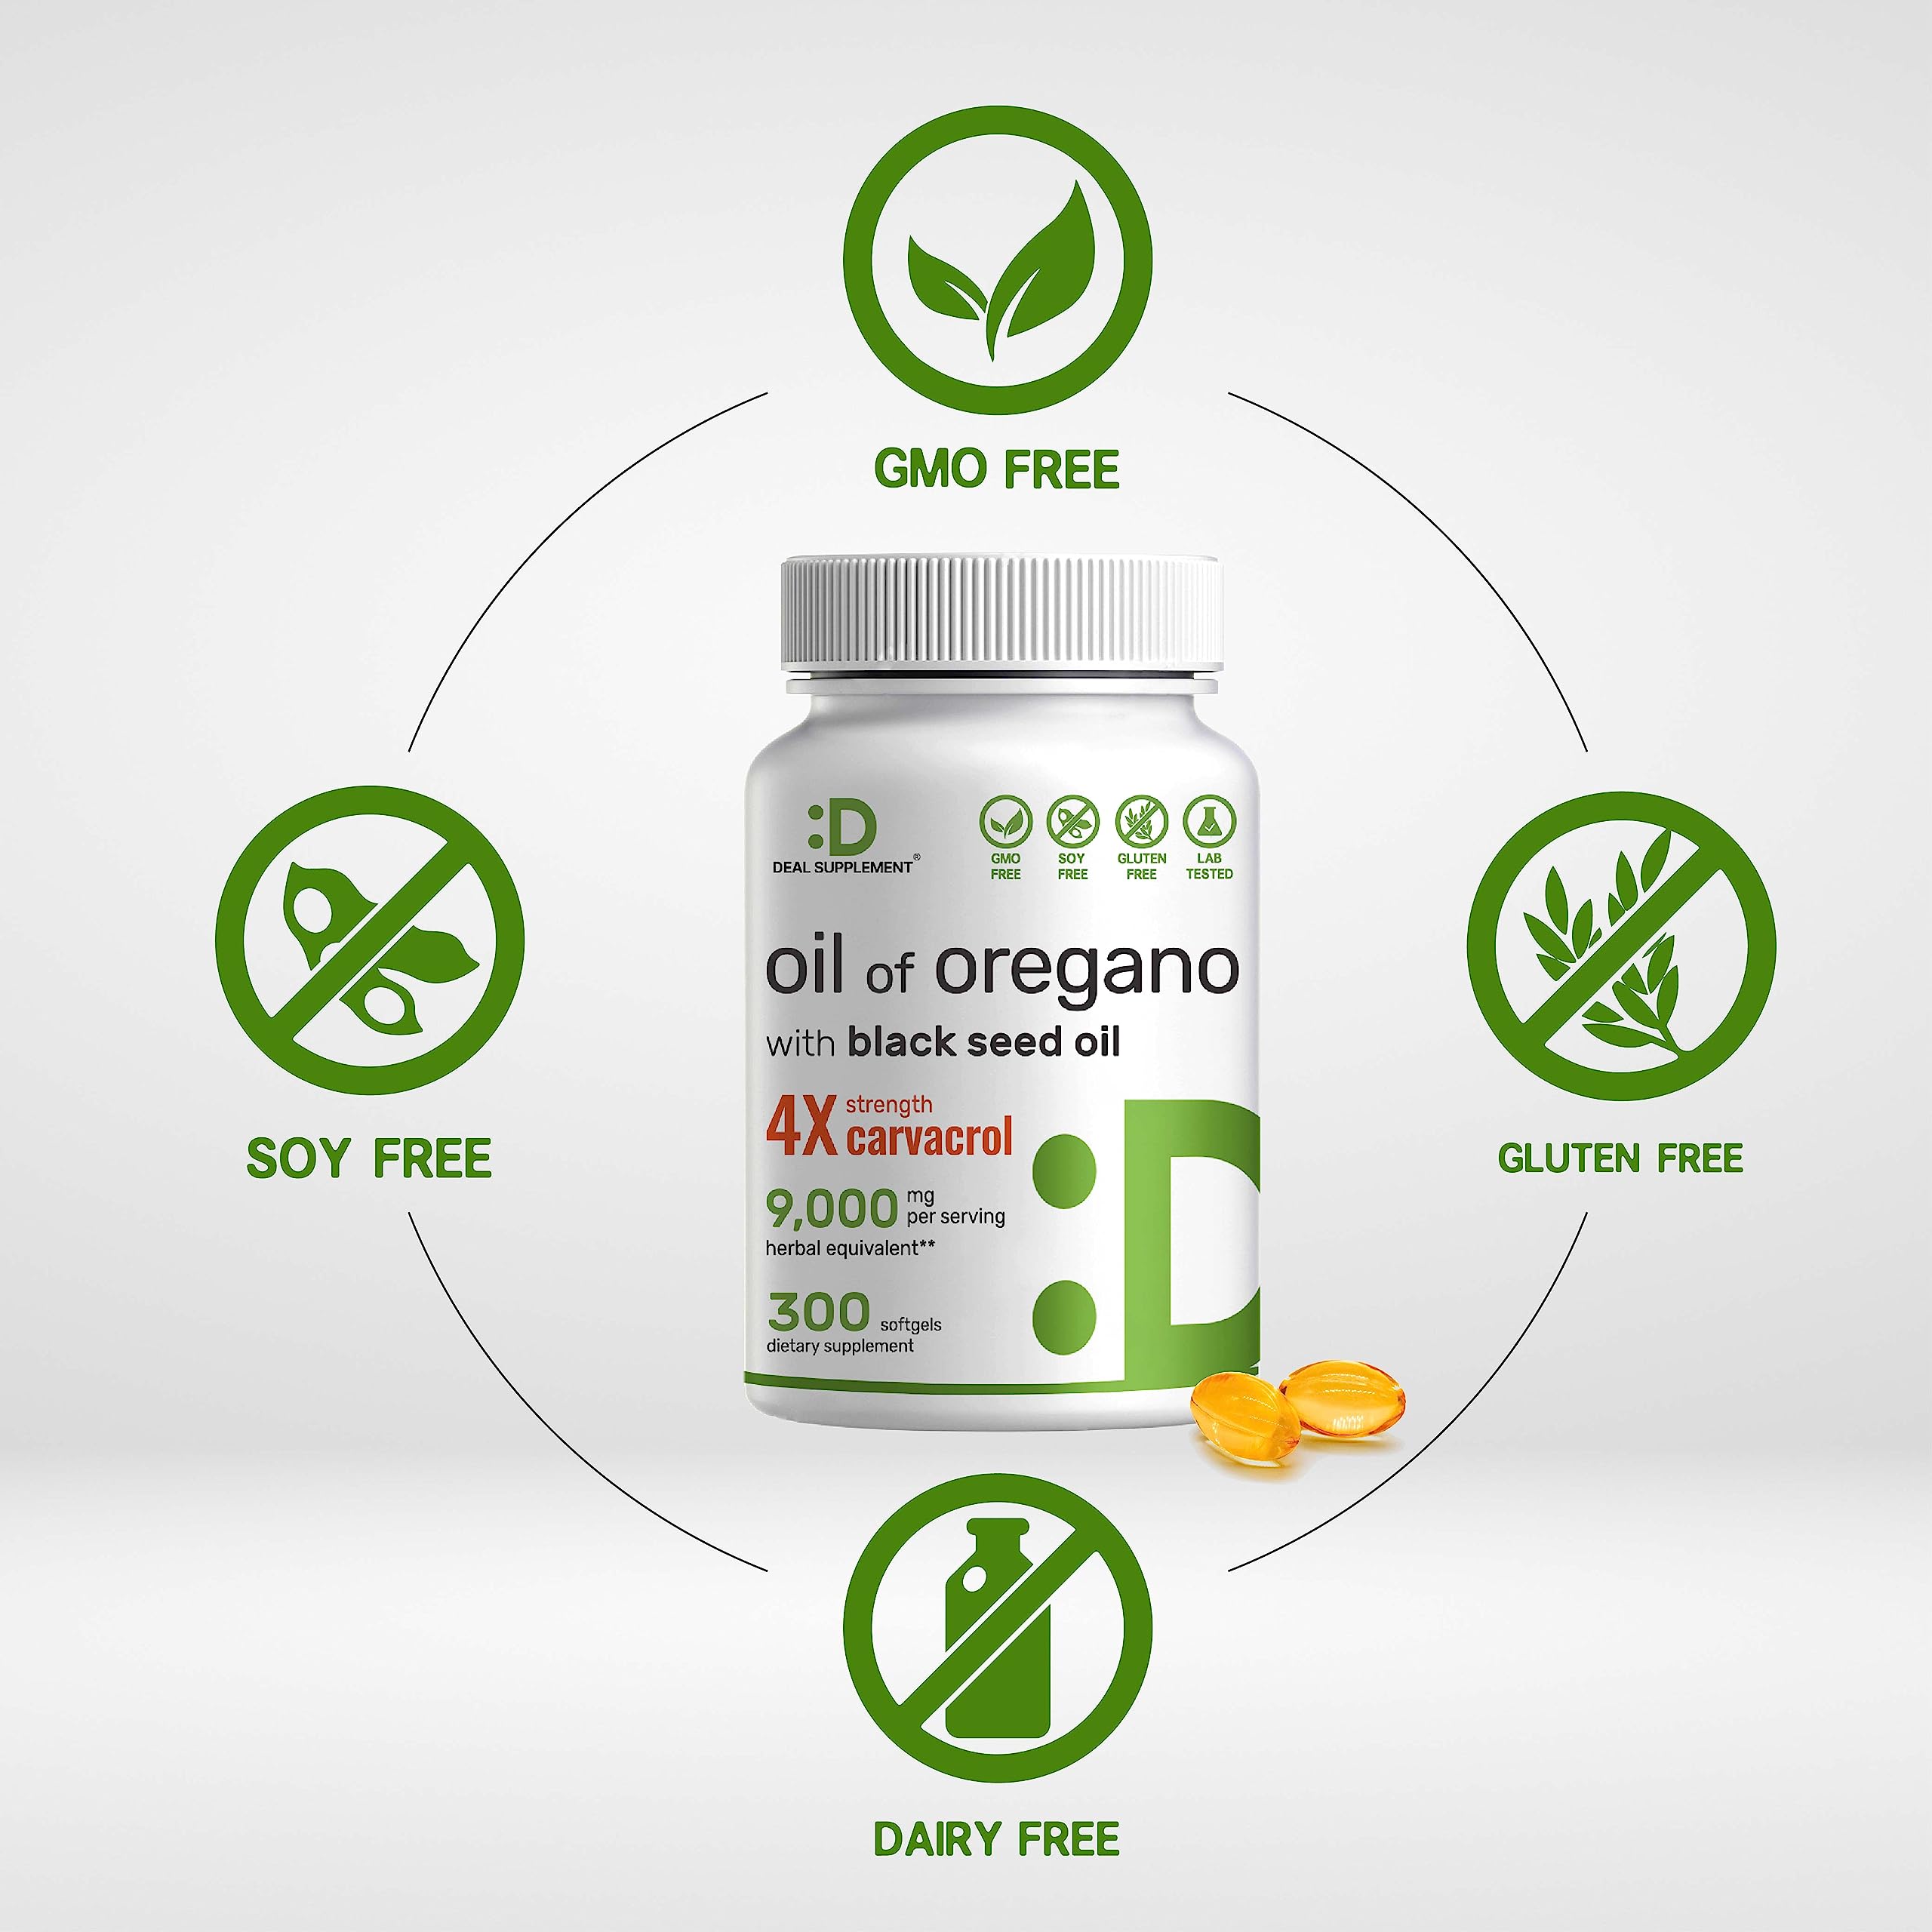 GMO FREE
:D
DEAL SUPPLEMENT®
GMO
FREE
SOY
FREE
GLUTEN
FREE
LAB
TESTED
oil of oregano
with black seed oil
4X strength
carvacrol
9,000 mg
per serving
herbal equivalent**
300 softgels
dietary supplement
:D
SOY FREE
GLUTEN FREE
DAIRY FREE